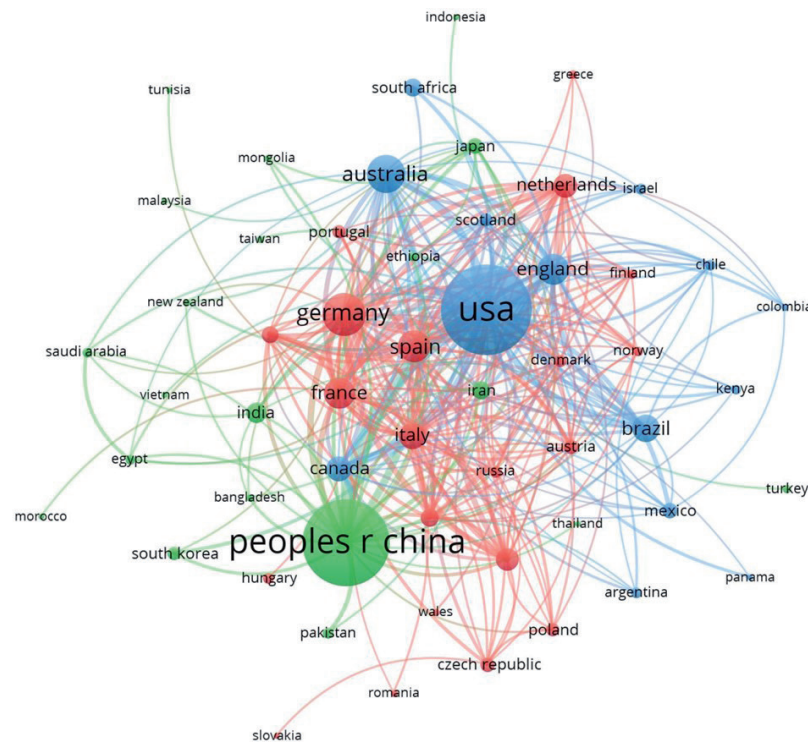 indonesia
greece
tunisia
south africa
japan
mongolia
australia
netherlands
israel
malaysia
scotland
portugal
taiwan
ethiopia
england
chile
finland
new zealand
usa
colombia
germany
spain
saudi arabia
denmark
norway
vietnam
france
iran
kenya
india
italy
brazil
austria
egypt
canada
russia
turkey
bangladesh
morocco
mexico
thailand
peoples r china
south korea
hungary
panama
argentina
wales
pakistan
poland
czech republic
romania
slovakia